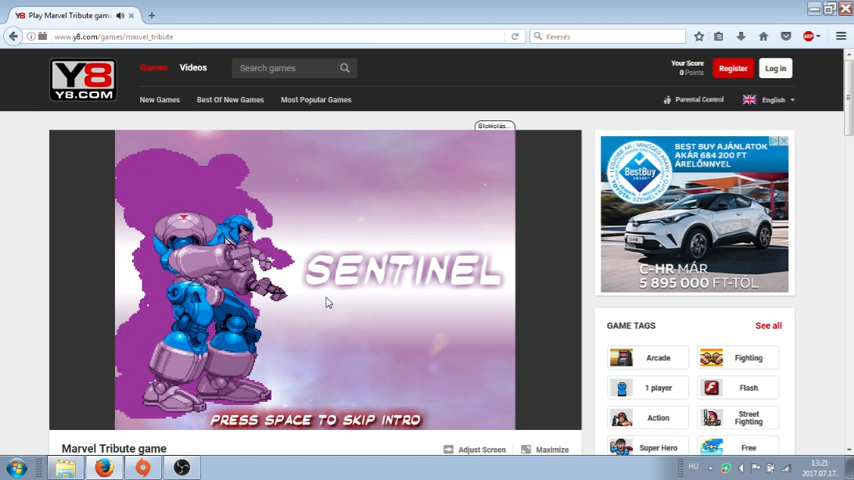 Y8 Play Marvel Tribute game
www.y8.com/games/marvel_tribute
Keresés
ABP
Y8
Y8.COM
Games Videos
Search games
Your Score
0 Points
Register
Log in
New Games Best Of New Games Most Popular Games
Parental Control
English
Blokkolás...
SENTINEL
PRESS SPACE TO SKIP INTRO
Marvel Tribute game
Adjust Screen
Maximize
BestBuy
BEST BUY AJÁNLATOK
AKÁR 684 200 FT
ÁRELŐNNYEL
C-HR MÁR
5 895 000 FT-TÓL
GAME TAGS
See all
Arcade
Fighting
1 player
Flash
Action
Street
Fighting
Super Hero
Free
HU
13:21
2017.07.17.